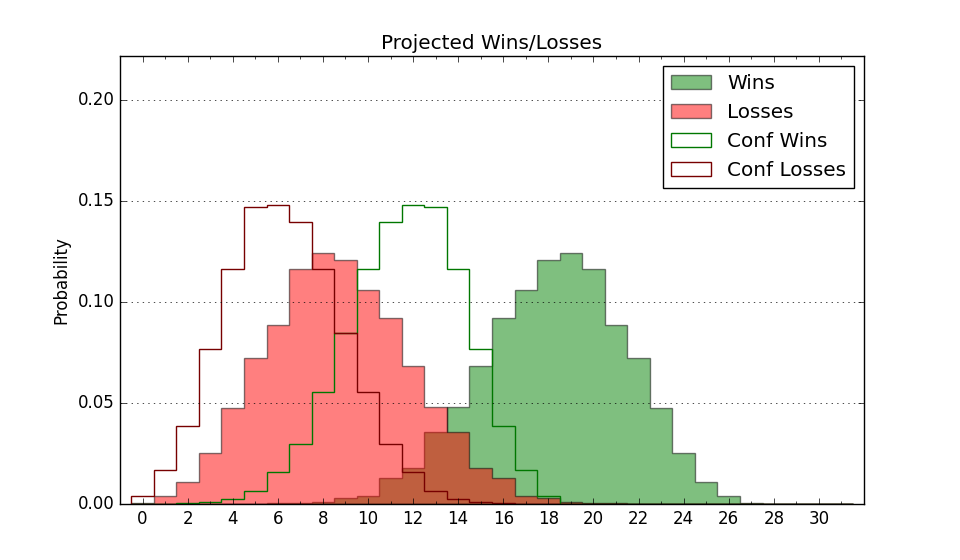 Projected Wins/Losses
Wins
Losses
Conf Wins
Conf Losses
Probability
0.20
0.15
0.10
0.05
0.00
0 2 4 6 8 10 12 14 16 18 20 22 24 26 28 30